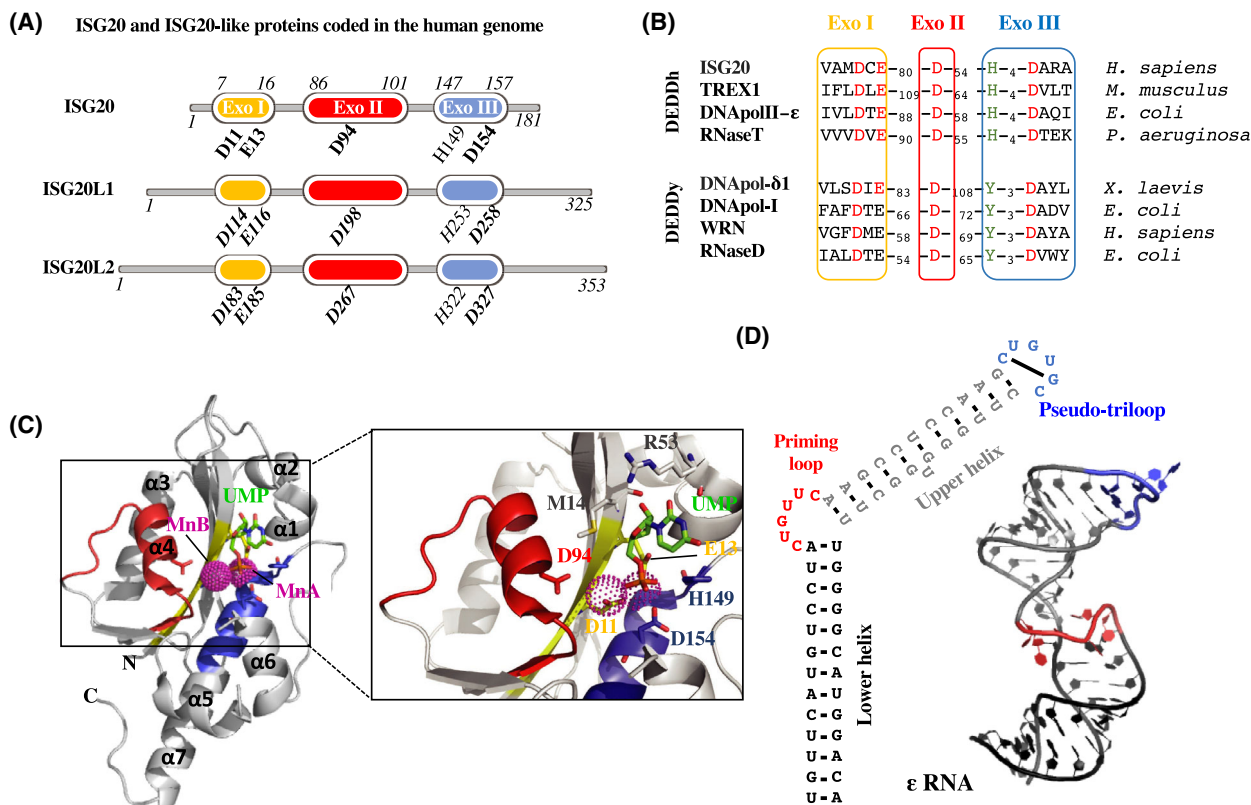 (A)
ISG20 and ISG20-like proteins coded in the human genome
7 16 86 101 147 157
ISG20 Exo I Exo II Exo III
1 181
D11 E13 D94 H149 D154
ISG20L1
1 325
D114 E116 D198 H253 D258
ISG20L2
1 353
D183 E185 D267 H322 D327
(B)
Exo I Exo II Exo III
DEDDh
ISG20 VAMDCE–80–D–54–H–4–DARA H. sapiens
TREX1 IFLDLE–109–D–64–H–4–DVLT M. musculus
DNApolII-ε IVLDTE–88–D–58–H–4–DAQI E. coli
RNaseT VVVDVE–90–D–55–H–4–DTEK P. aeruginosa
DEDDy
DNApol-δ1 VLSDIE–83–D–108–Y–3–DAYL X. laevis
DNApol-I FAFDTE–66–D–72–Y–3–DADV E. coli
WRN VGFDME–58–D–69–Y–3–DAYA H. sapiens
RNaseD IALDTE–54–D–65–Y–3–DVWY E. coli
(C)
α3 α2
UMP
MnB α1
α4
MnA
N α6
C α5
α7
R53
M14 UMP
D94 E13
H149
D11
D154
(D)
Pseudo-triloop
C U G U G C
Priming
loop
Upper helix
C U G U U C
Lower helix
A - U
U - G
C - G
C - G
U - G
G - C
U - A
A - U
C - G
U - G
U - A
G - C
U - A
ε RNA